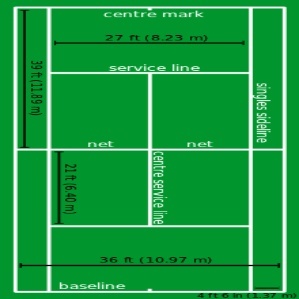 centre mark
27 ft (8.23 m)
39 ft (11.89 m)
service line
singles sideline
net
net
21 ft (6.40 m)
centre service line
36 ft (10.97 m)
baseline
4 ft 6 in (1.37 m)